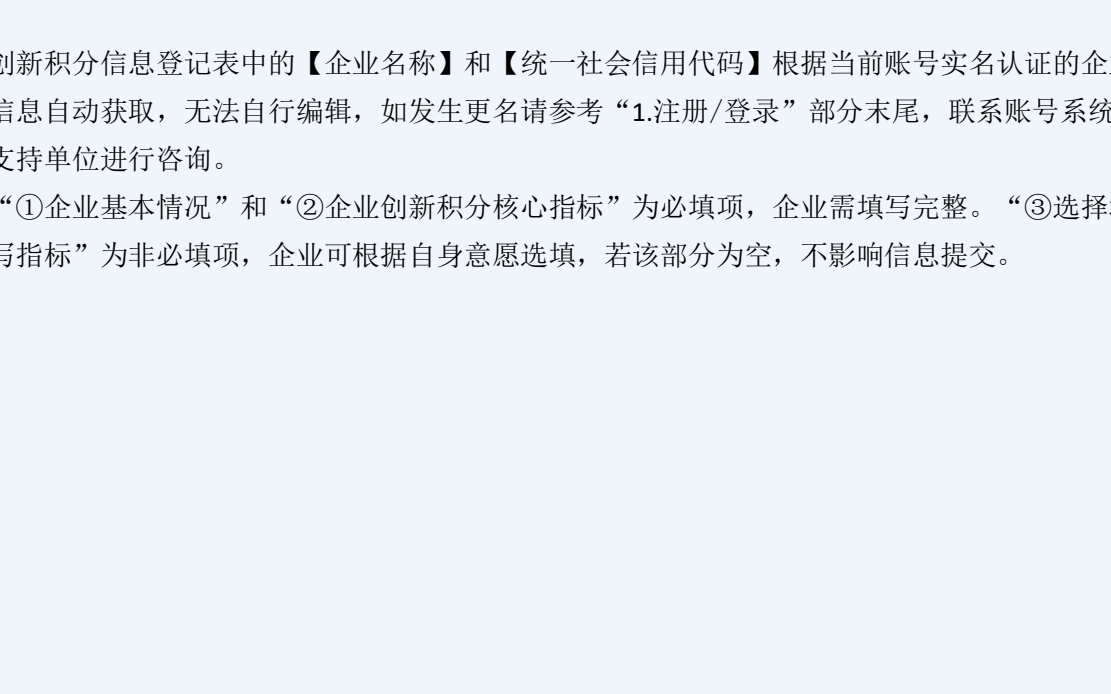 创新积分信息登记表中的【企业名称】和【统一社会信用代码】根据当前账号实名认证的企
信息自动获取，无法自行编辑，如发生更名请参考“1.注册/登录”部分末尾，联系账号系统
支持单位进行咨询。
“①企业基本情况”和“②企业创新积分核心指标”为必填项，企业需填写完整。“③选择
写指标”为非必填项，企业可根据自身意愿选填，若该部分为空，不影响信息提交。